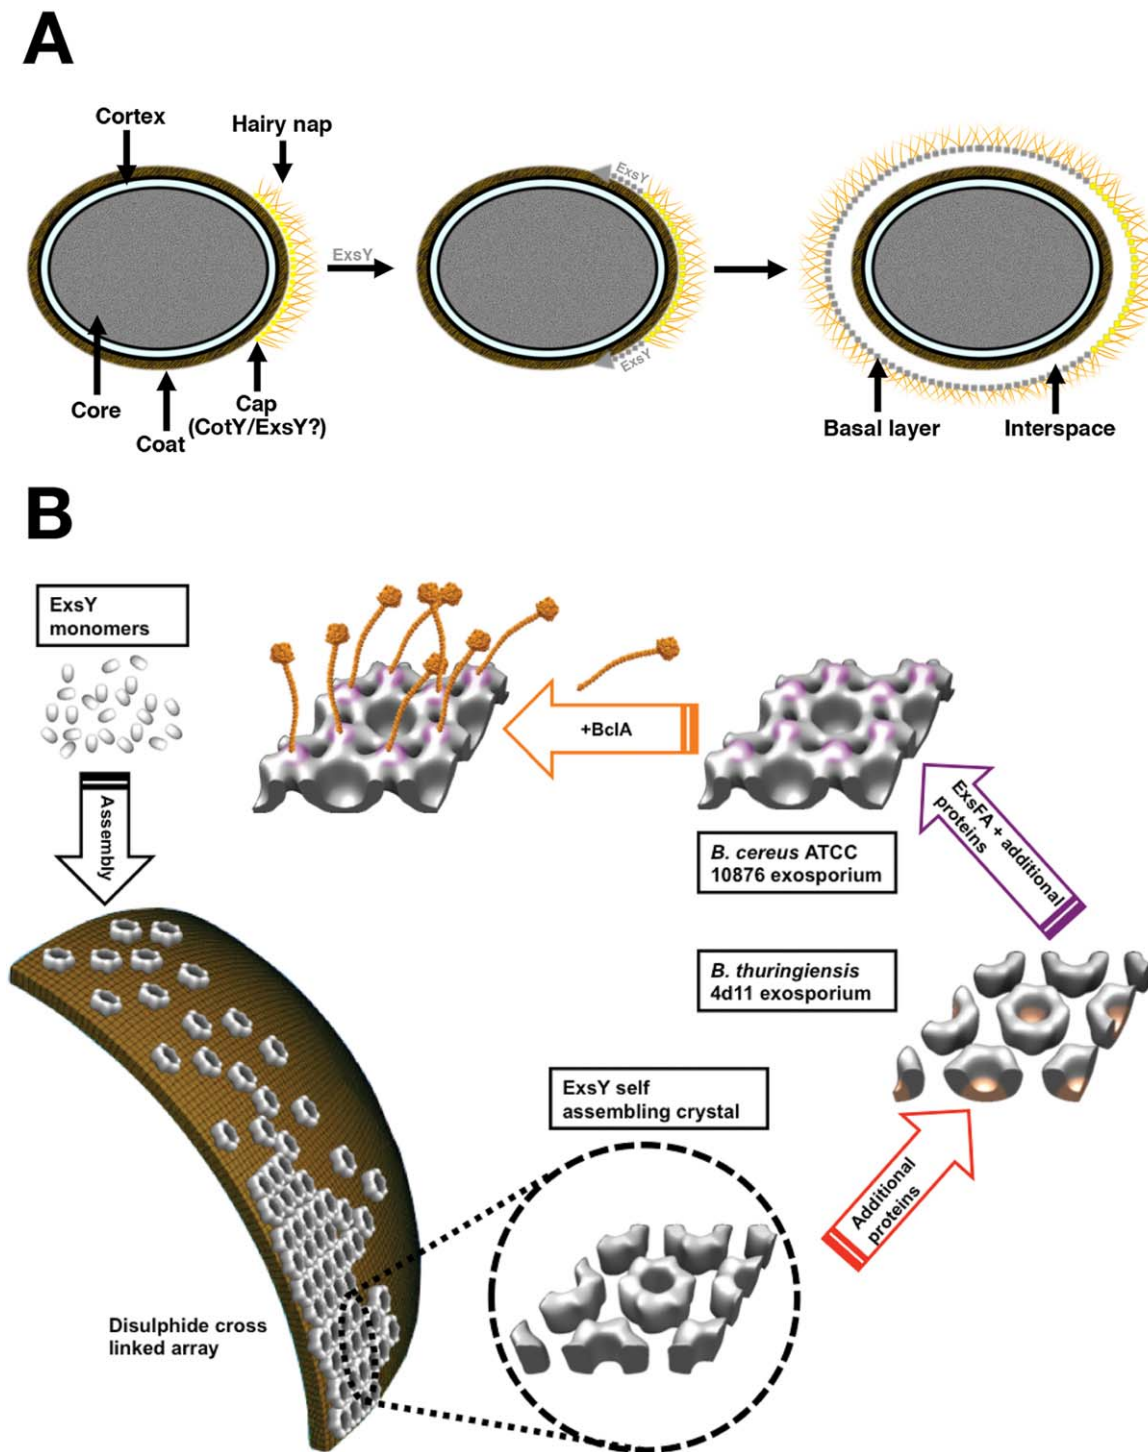 A
Cortex
Hairy nap
ExsY
ExsY
ExsY
Core
Coat
Cap
(CotY/ExsY?)
Basal layer
Interspace
B
ExsY
monomers
Assembly
+BclA
B. cereus ATCC
10876 exosporium
ExsFA + additional
proteins
B. thuringiensis
4d11 exosporium
ExsY self
assembling crystal
Additional
proteins
Disulphide cross
linked array